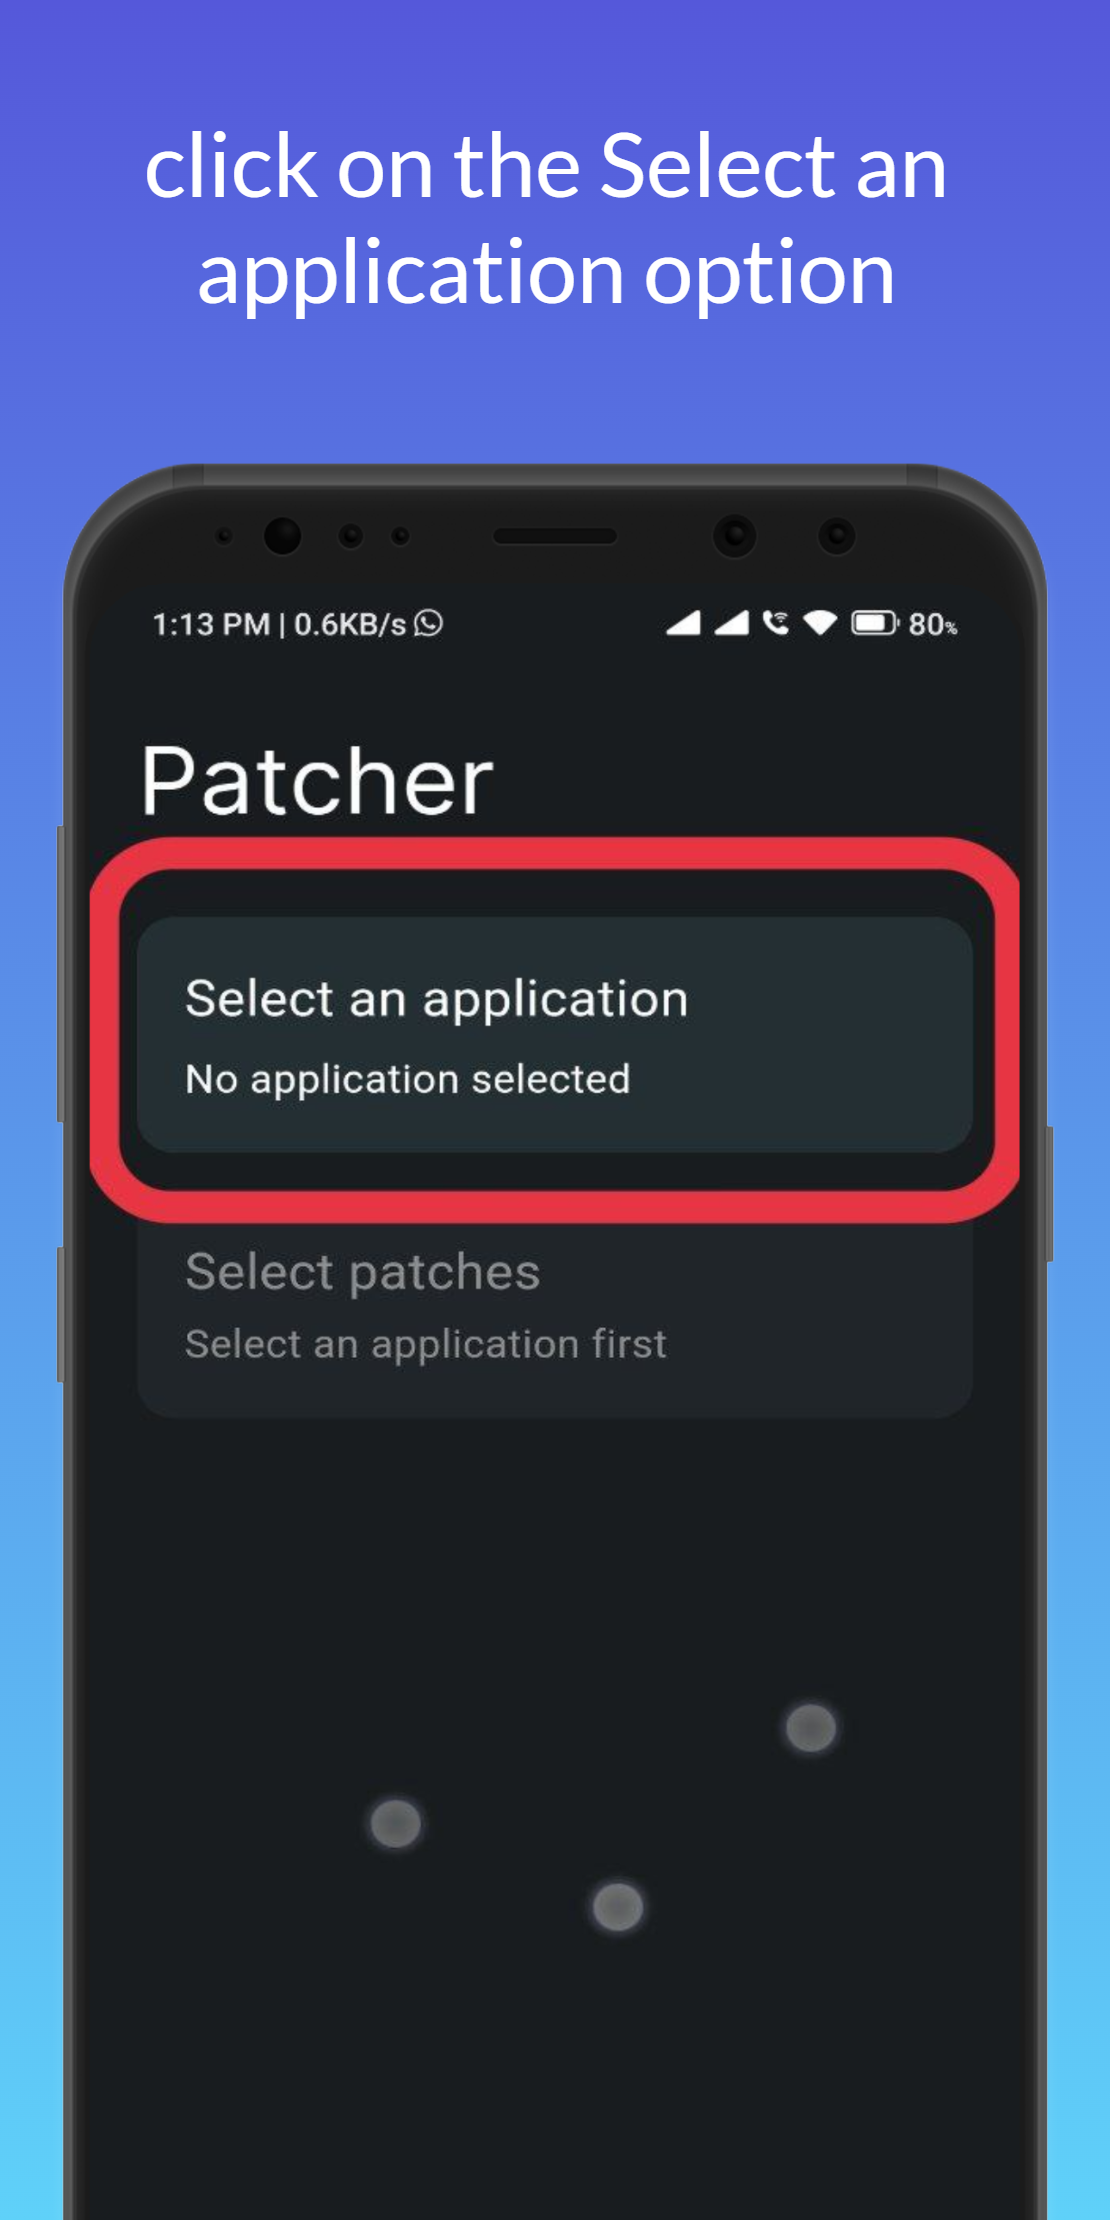 click on the Select an
application option
1:13 PM | 0.6KB/s 80%
Patcher
Select an application
No application selected
Select patches
Select an application first